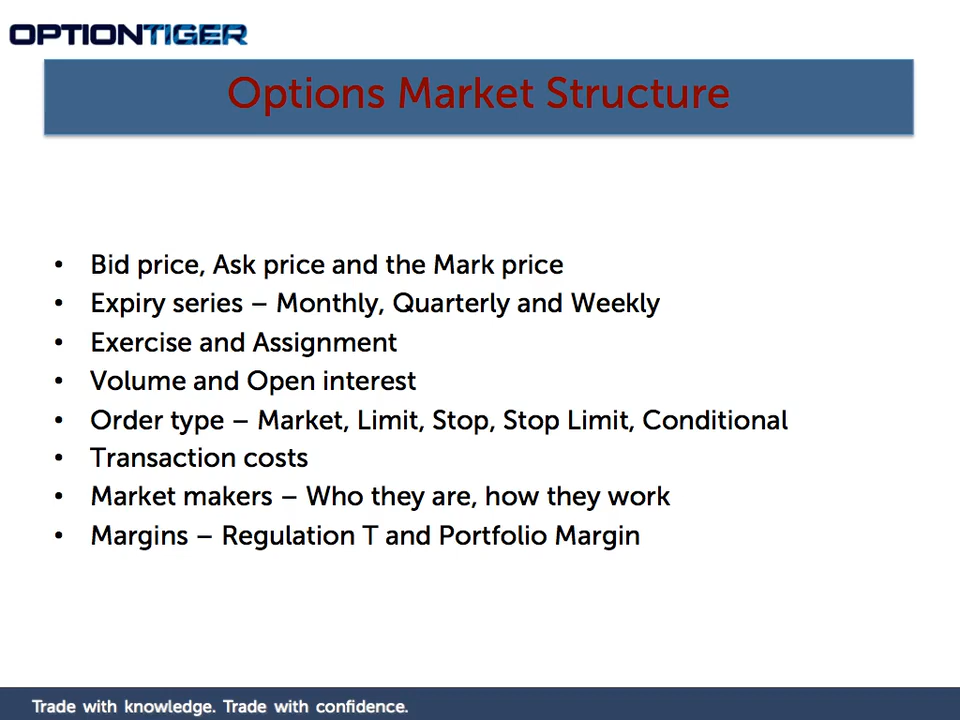 OPTIONTIGER
Options Market Structure
• Bid price, Ask price and the Mark price
• Expiry series – Monthly, Quarterly and Weekly
• Exercise and Assignment
• Volume and Open interest
• Order type – Market, Limit, Stop, Stop Limit, Conditional
• Transaction costs
• Market makers – Who they are, how they work
• Margins – Regulation T and Portfolio Margin
Trade with knowledge. Trade with confidence.